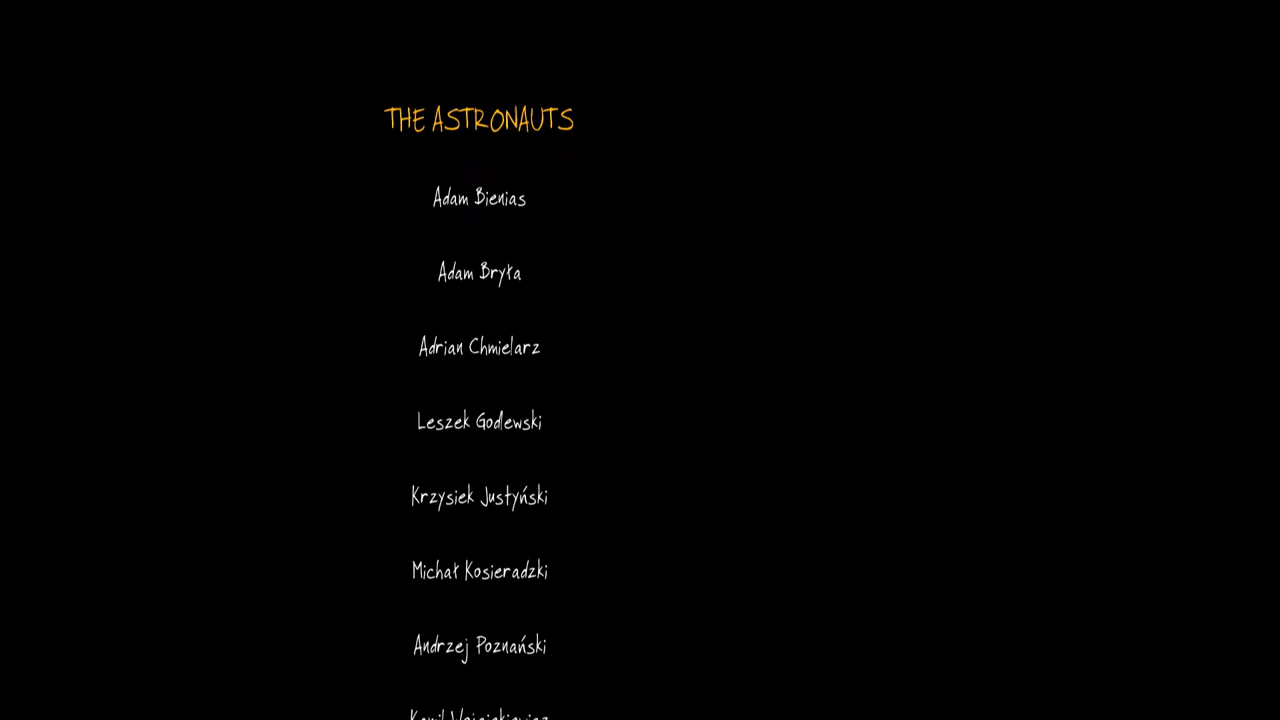 THE ASTRONAUTS
Adam Bienias
Adam Bryła
Adrian Chmielarz
Leszek Godlewski
Krzysiek Justyński
Michał Kosieradzki
Andrzej Poznański